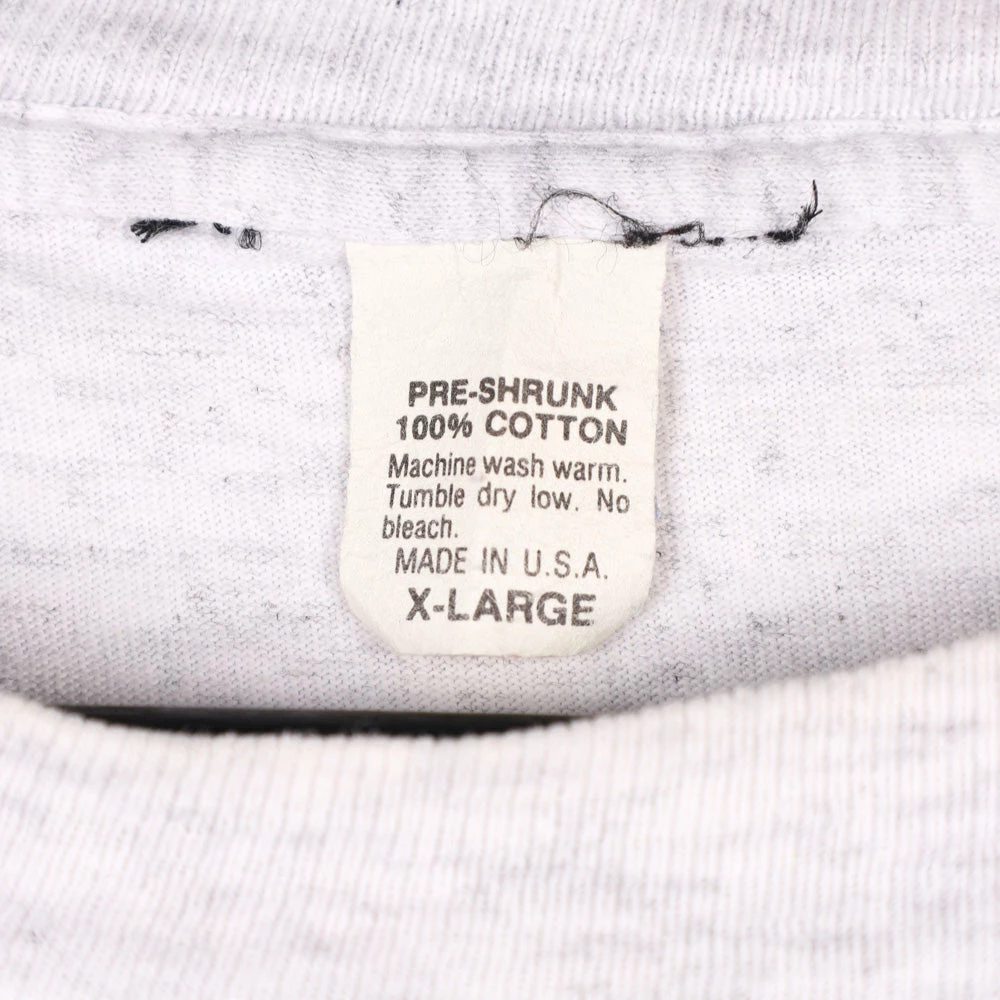 PRE-SHRUNK
100% COTTON
Machine wash warm.
Tumble dry low. No
bleach.
MADE IN U.S.A.
X-LARGE